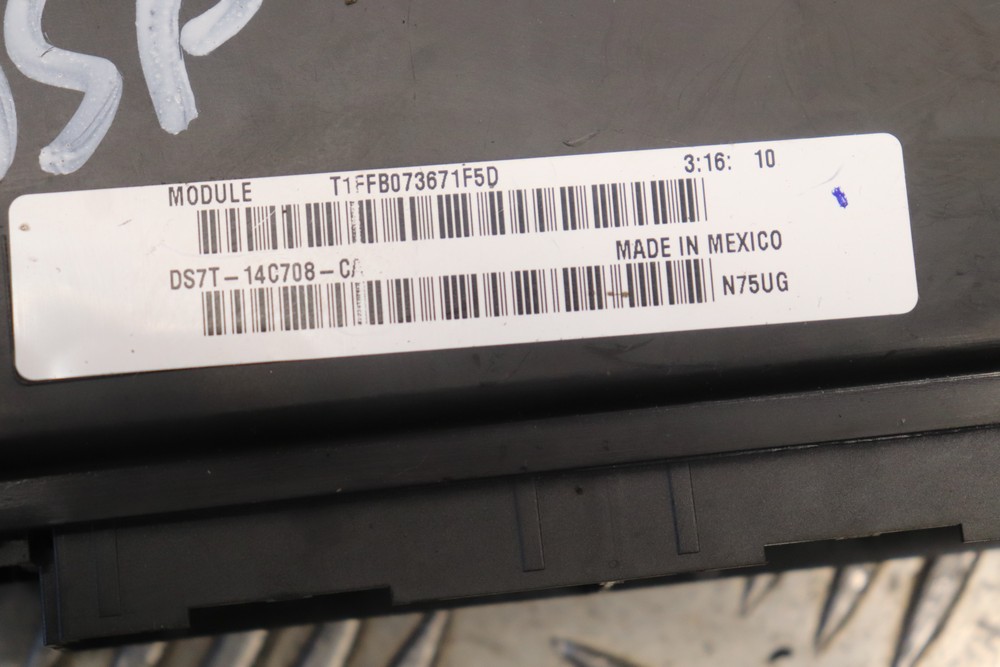 MODULE T1FFB073671F5D 3:16: 10
MADE IN MEXICO
DS7T-14C708-CA
N75UG